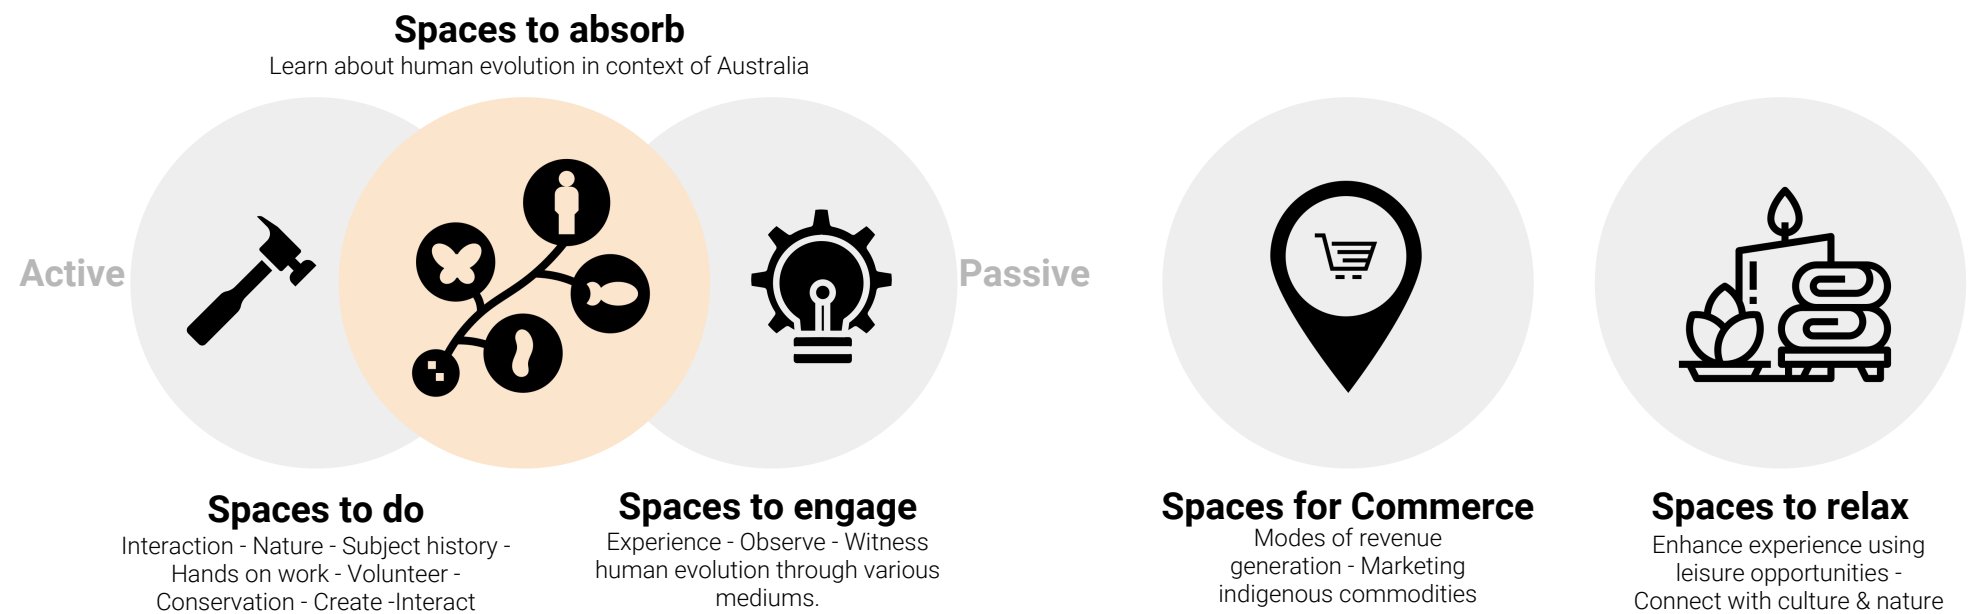 Spaces to absorb
Learn about human evolution in context of Australia
Active
Passive
Spaces to do
Interaction - Nature - Subject history -
Hands on work - Volunteer -
Conservation - Create -Interact
Spaces to engage
Experience - Observe - Witness
human evolution through various
mediums.
Spaces for Commerce
Modes of revenue
generation - Marketing
indigenous commodities
Spaces to relax
Enhance experience using
leisure opportunities -
Connect with culture & nature